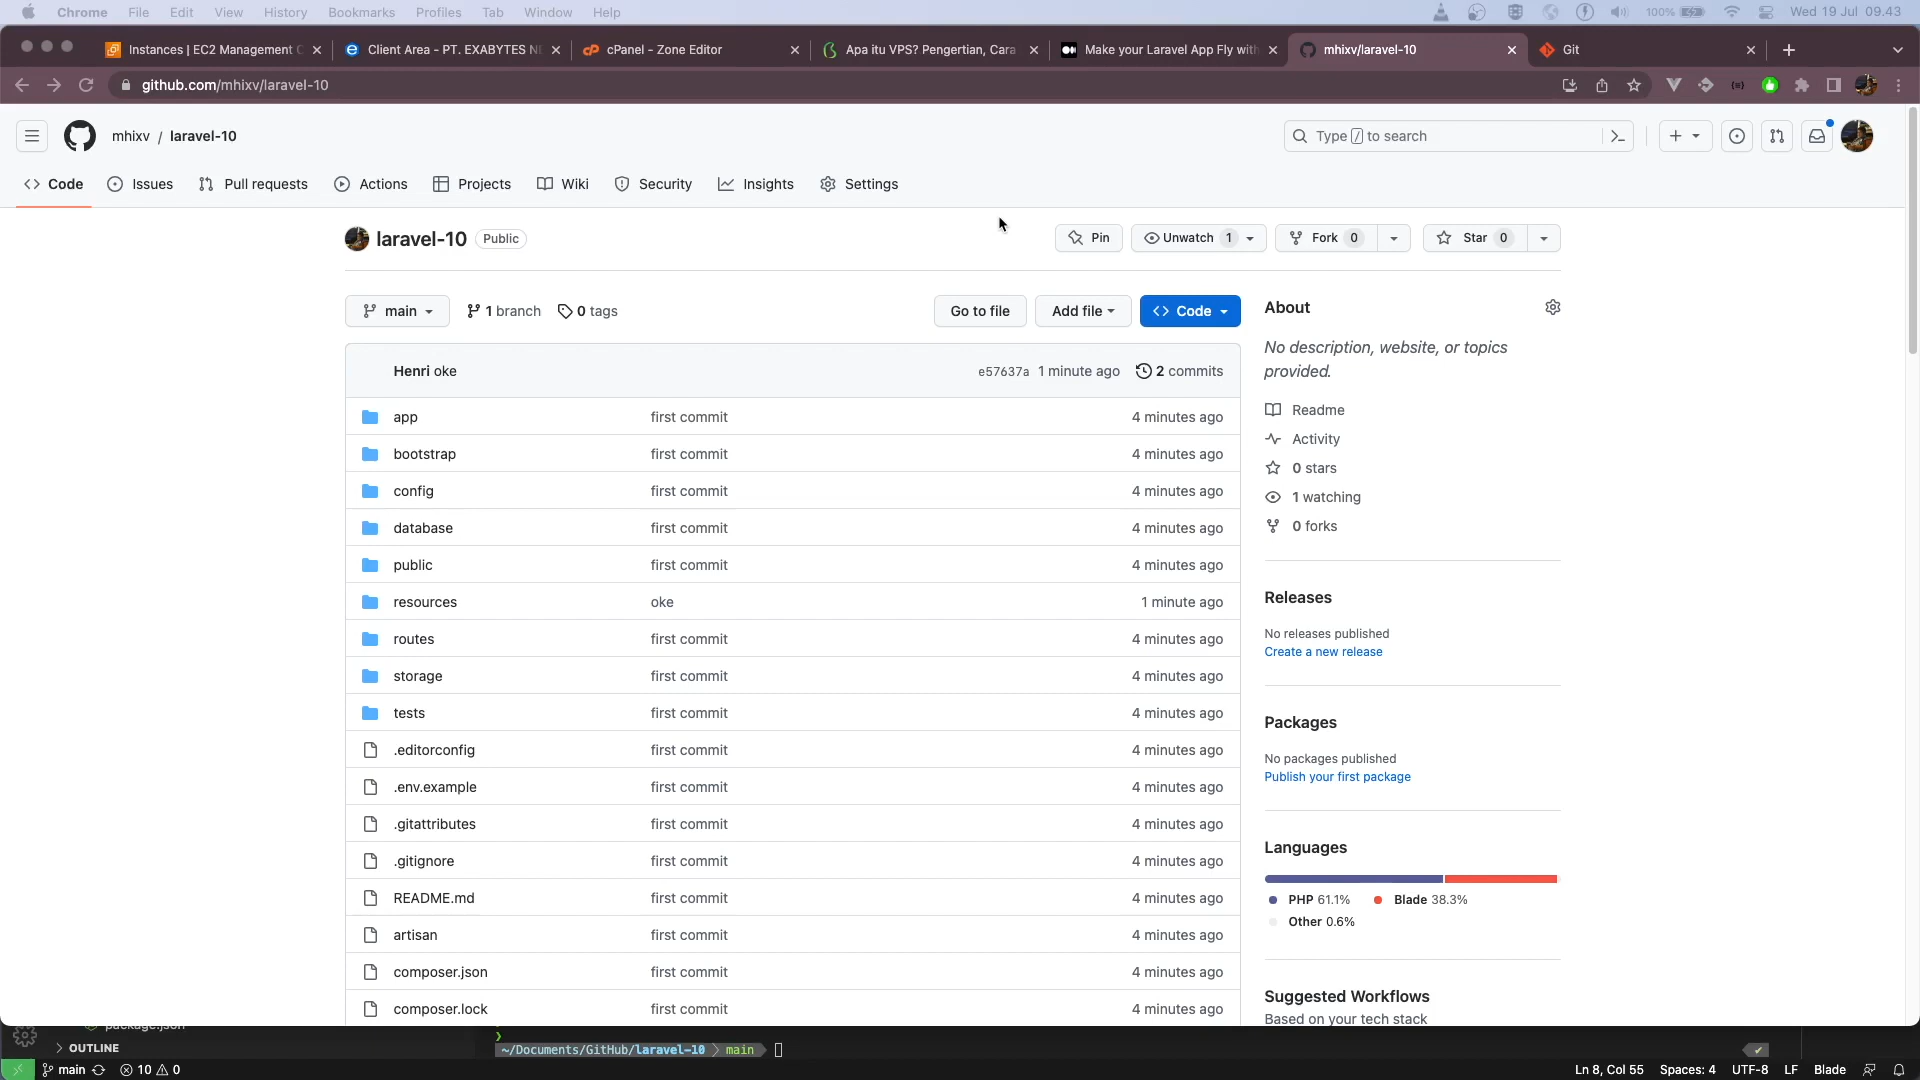 Chrome File Edit View History Bookmarks Profiles Tab Window Help 100% Wed 19 Jul 09.43
Instances | EC2 Management C Client Area - PT. EXABYTES NE cPanel - Zone Editor Apa itu VPS? Pengertian, Cara Make your Laravel App Fly with mhixv/laravel-10 Git
github.com/mhixv/laravel-10
mhixv / laravel-10 Type / to search
Code Issues Pull requests Actions Projects Wiki Security Insights Settings
laravel-10 Public Pin Unwatch 1 Fork 0 Star 0
main 1 branch 0 tags Go to file Add file Code About
No description, website, or topics
provided.
Henri oke e57637a 1 minute ago 2 commits
app first commit 4 minutes ago
bootstrap first commit 4 minutes ago
config first commit 4 minutes ago
database first commit 4 minutes ago
public first commit 4 minutes ago
resources oke 1 minute ago
routes first commit 4 minutes ago
storage first commit 4 minutes ago
tests first commit 4 minutes ago
.editorconfig first commit 4 minutes ago
.env.example first commit 4 minutes ago
.gitattributes first commit 4 minutes ago
.gitignore first commit 4 minutes ago
README.md first commit 4 minutes ago
artisan first commit 4 minutes ago
composer.json first commit 4 minutes ago
composer.lock first commit 4 minutes ago
Readme
Activity
0 stars
1 watching
0 forks
Releases
No releases published
Create a new release
Packages
No packages published
Publish your first package
Languages
PHP 61.1% Blade 38.3%
Other 0.6%
Suggested Workflows
Based on your tech stack
package.json
OUTLINE
~/Documents/GitHub/laravel-10 main
main 10 0 Ln 8, Col 55 Spaces: 4 UTF-8 LF Blade